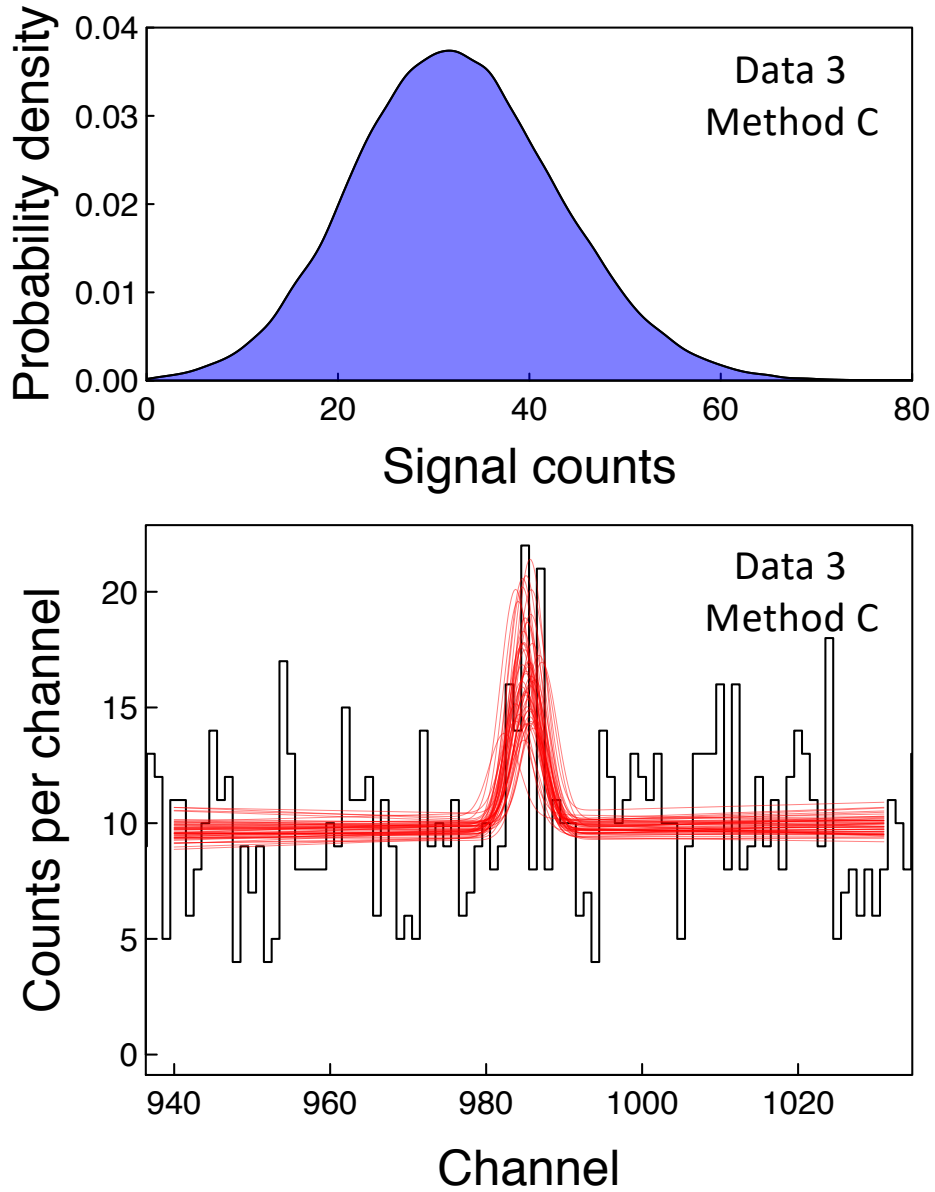 Probability density
0.04
0.03
0.02
0.01
0.00
Data 3
Method C
0
20
40
60
80
Signal counts
Counts per channel
20
15
10
5
0
Data 3
Method C
940
960
980
1000
1020
Channel